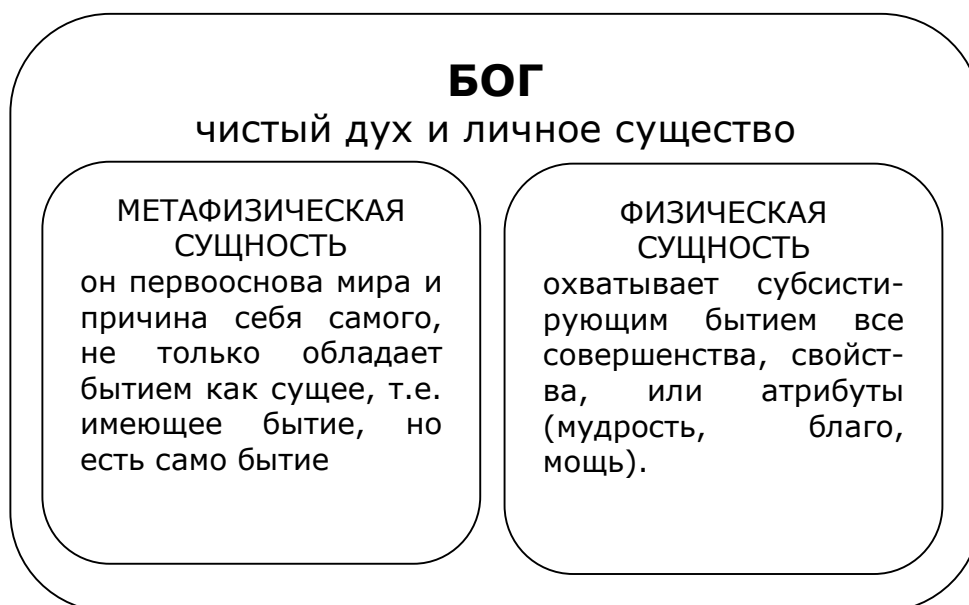 БОГ
чистый дух и личное существо
МЕТАФИЗИЧЕСКАЯ
СУЩНОСТЬ
он первооснова мира и
причина себя самого,
не только обладает
бытием как сущее, т.е.
имеющее бытие, но
есть само бытие
ФИЗИЧЕСКАЯ
СУЩНОСТЬ
охватывает субсисти-
рующим бытием все
совершенства, свойст-
ва, или атрибуты
(мудрость, благо,
мощь).